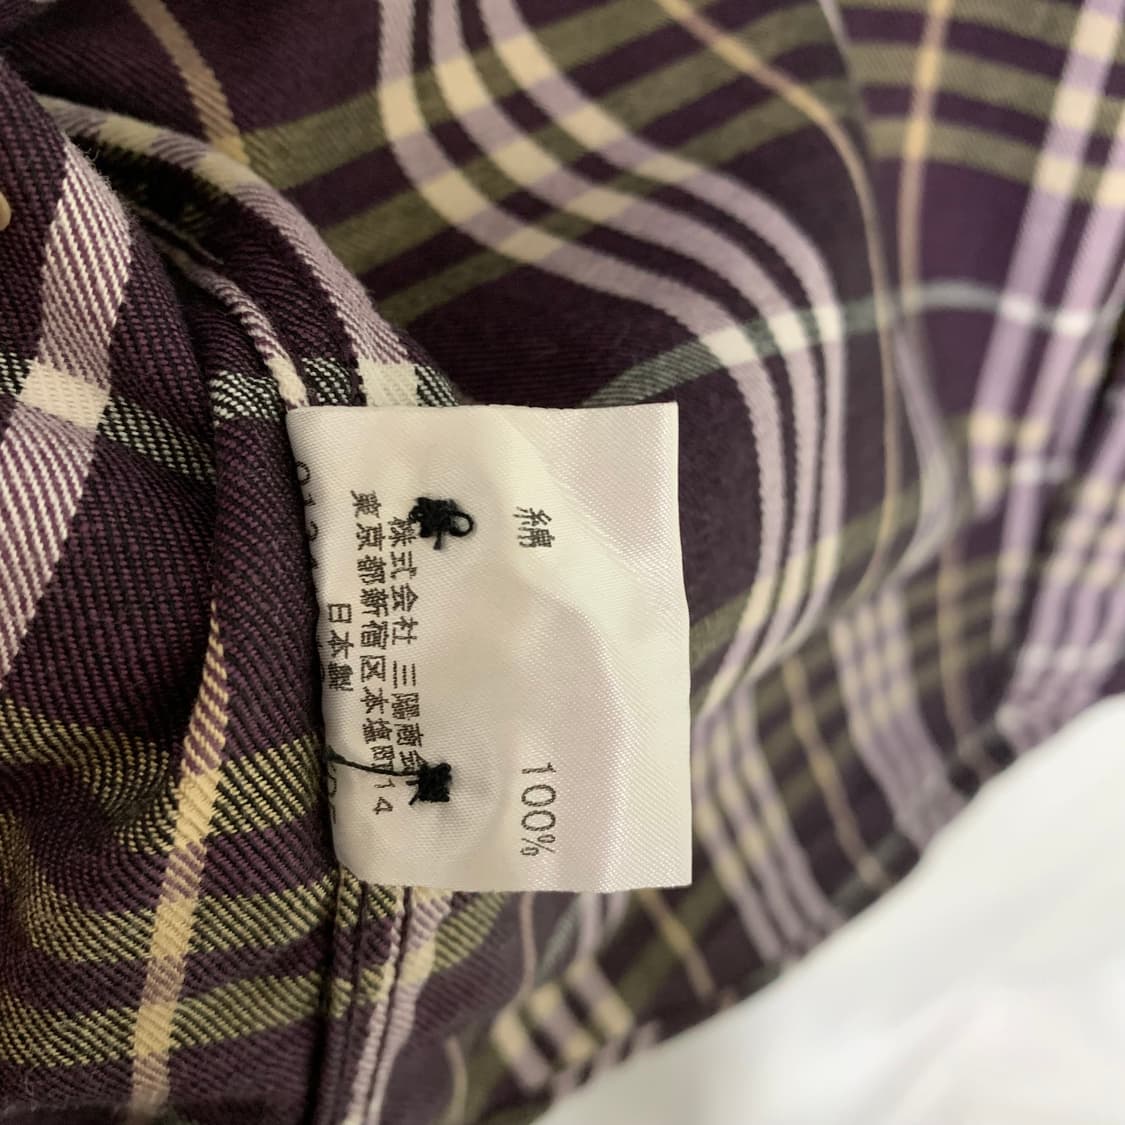 綿 100%
株式会社 三陽商会
東京都新宿区本塩町14
日本製